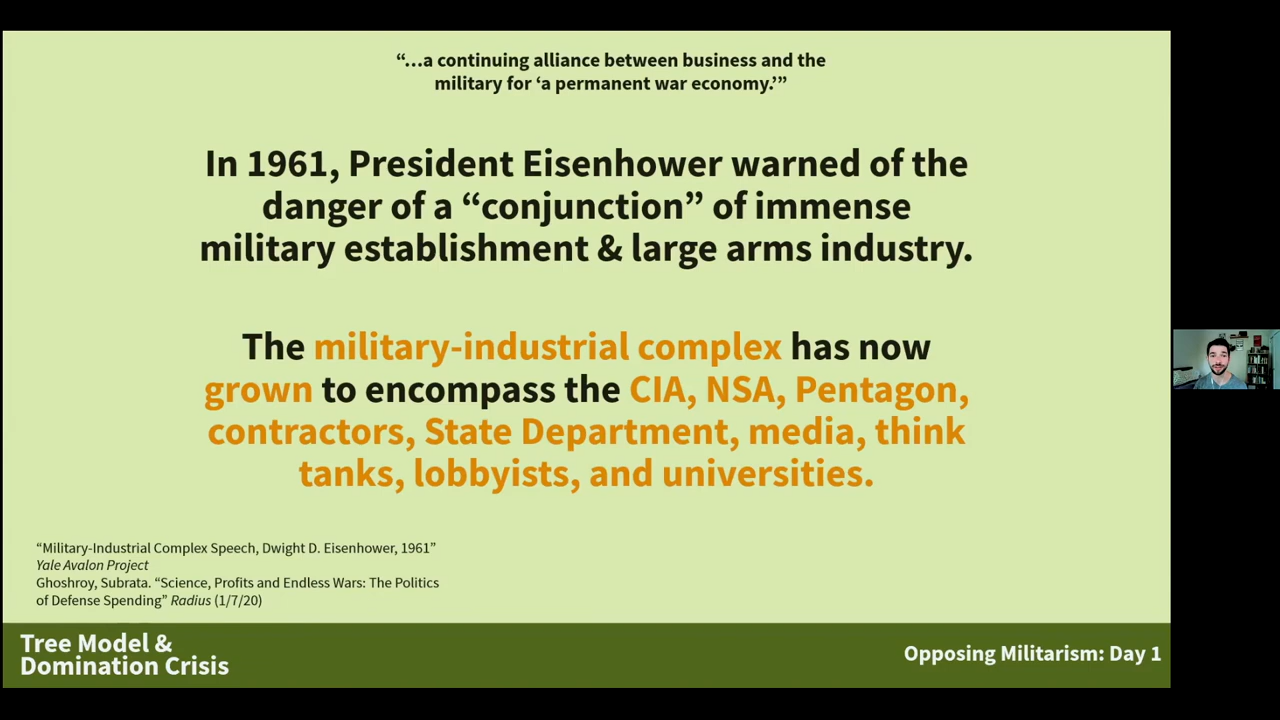 “...a continuing alliance between business and the
military for ‘a permanent war economy.’”
In 1961, President Eisenhower warned of the
danger of a “conjunction” of immense
military establishment & large arms industry.
The military-industrial complex has now
grown to encompass the CIA, NSA, Pentagon,
contractors, State Department, media, think
tanks, lobbyists, and universities.
“Military-Industrial Complex Speech, Dwight D. Eisenhower, 1961”
Yale Avalon Project
Ghoshroy, Subrata. “Science, Profits and Endless Wars: The Politics
of Defense Spending” Radius (1/7/20)
Tree Model &
Domination Crisis
Opposing Militarism: Day 1